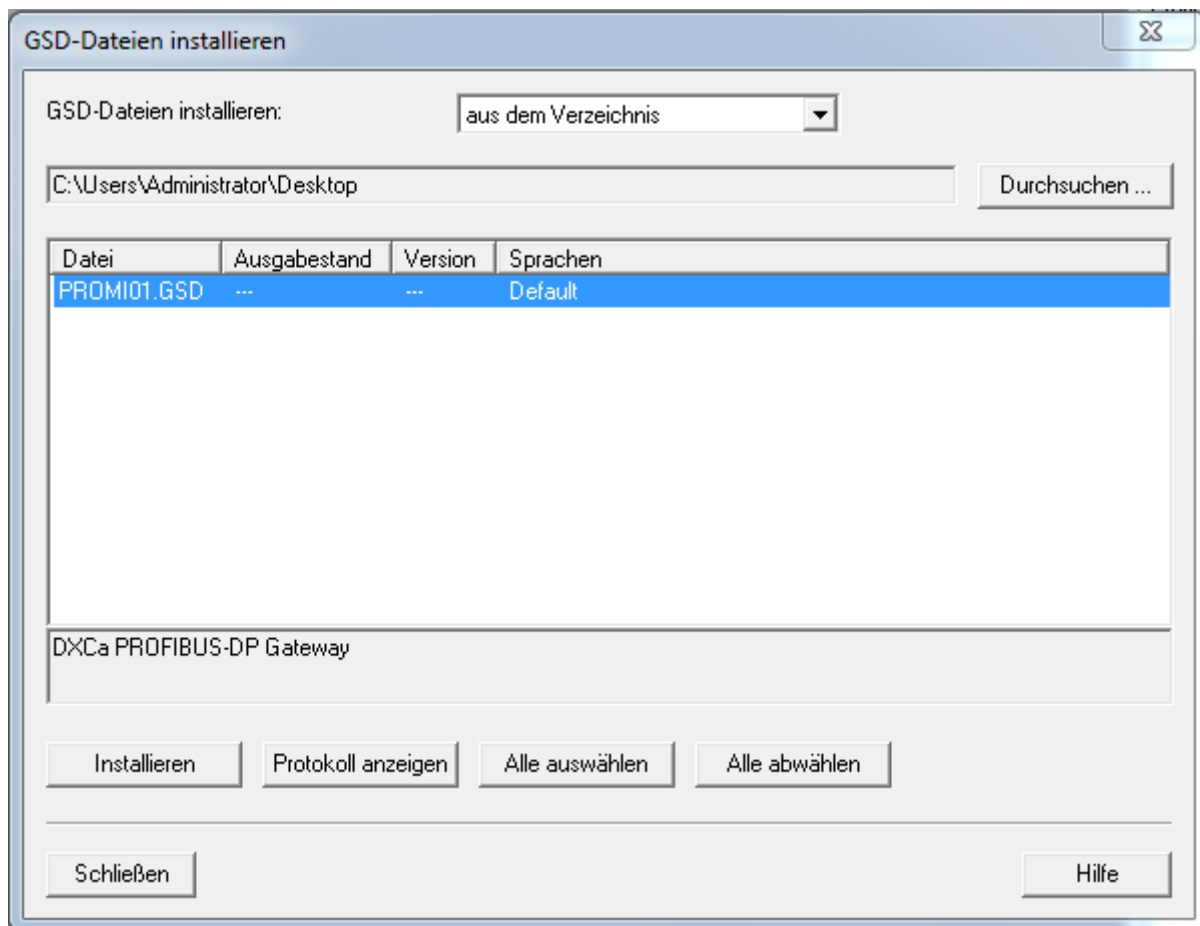 GSD-Dateien installieren
GSD-Dateien installieren:
aus dem Verzeichnis
C:\Users\Administrator\Desktop
Durchsuchen ...
Datei Ausgabestand Version Sprachen
PROMI01.GSD --- --- Default
DXCa PROFIBUS-DP Gateway
Installieren Protokoll anzeigen Alle auswählen Alle abwählen
Schließen Hilfe